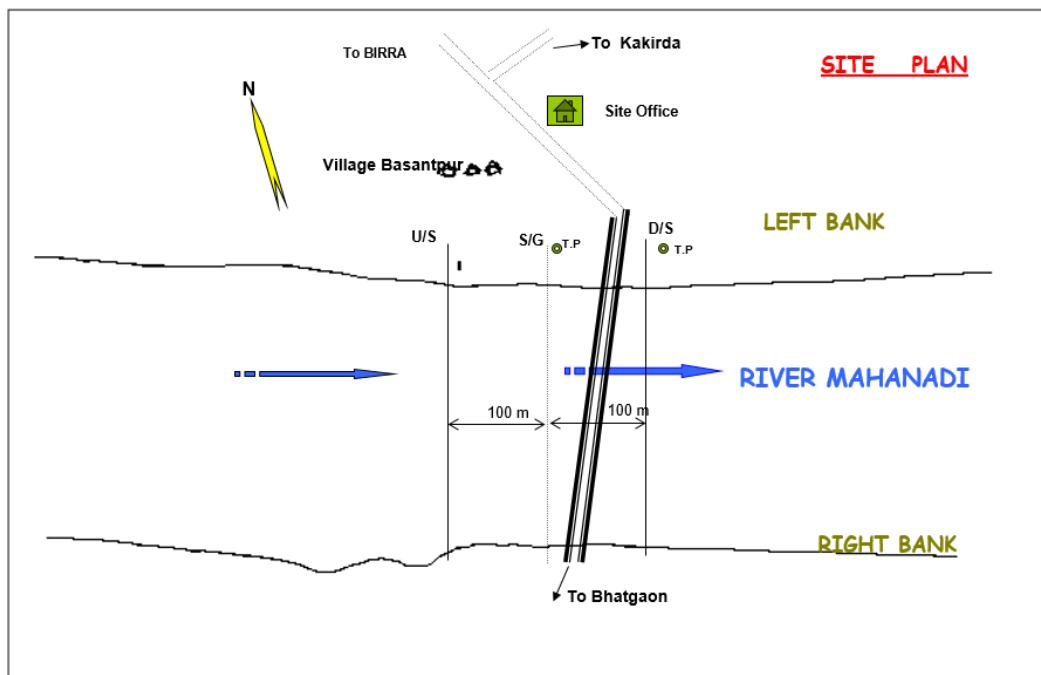 To Kakirda
To BIRRA
SITE PLAN
N
Site Office
Village Basantpur
LEFT BANK
U/S
S/G
T.P
D/S
T.P
RIVER MAHANADI
100 m
100 m
RIGHT BANK
To Bhatgaon